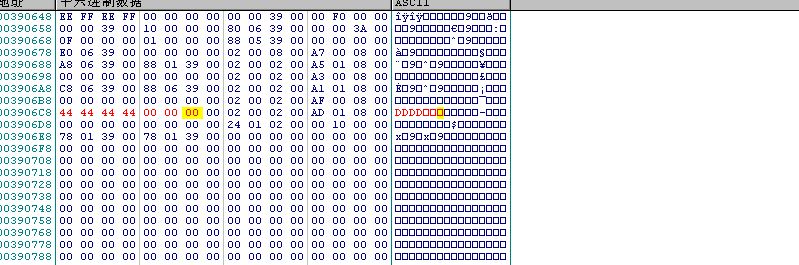 地址 十六进制数据 ASCII
00390648 EE FF EE FF 00 00 00 00 00 00 39 00 00 F0 00 00 îÿîÿ□□□□□□9□□ð□□
00390658 00 00 39 00 10 00 00 00 80 06 39 00 00 00 3A 00 □□9□□□□□€□9□□□:□
00390668 0F 00 00 00 01 00 00 00 88 05 39 00 00 00 00 00 □□□□□□□□ˆ□9□□□□□
00390678 E0 06 39 00 00 00 00 00 02 00 08 00 A7 00 08 00 à□9□□□□□□□□□§□□□
00390688 A8 06 39 00 88 01 39 00 00 00 02 00 A5 01 08 00 ¨□9□ˆ□9□□□□□¥□□□
00390698 00 00 00 00 00 00 00 00 02 00 02 00 A3 00 08 00 □□□□□□□□□□□□£□□□
003906A8 C8 06 39 00 88 06 39 00 00 00 02 00 A1 01 08 00 È□9□ˆ□9□□□□□¡□□□
003906B8 00 00 00 00 00 00 00 00 02 00 02 00 AF 00 08 00 □□□□□□□□□□□□¯□□□
003906C8 44 44 44 44 00 00 00 00 00 00 02 00 AD 01 08 00 DDDD□□□□□□□□-□□□
003906D8 00 00 00 00 00 00 00 00 24 01 02 00 00 10 00 00 □□□□□□□□$□□□□□□□
003906E8 78 01 39 00 78 01 39 00 00 00 00 00 00 00 00 00 x□9□x□9□□□□□□□□□
003906F8 00 00 00 00 00 00 00 00 00 00 00 00 00 00 00 00 □□□□□□□□□□□□□□□□
00390708 00 00 00 00 00 00 00 00 00 00 00 00 00 00 00 00 □□□□□□□□□□□□□□□□
00390718 00 00 00 00 00 00 00 00 00 00 00 00 00 00 00 00 □□□□□□□□□□□□□□□□
00390728 00 00 00 00 00 00 00 00 00 00 00 00 00 00 00 00 □□□□□□□□□□□□□□□□
00390738 00 00 00 00 00 00 00 00 00 00 00 00 00 00 00 00 □□□□□□□□□□□□□□□□
00390748 00 00 00 00 00 00 00 00 00 00 00 00 00 00 00 00 □□□□□□□□□□□□□□□□
00390758 00 00 00 00 00 00 00 00 00 00 00 00 00 00 00 00 □□□□□□□□□□□□□□□□
00390768 00 00 00 00 00 00 00 00 00 00 00 00 00 00 00 00 □□□□□□□□□□□□□□□□
00390778 00 00 00 00 00 00 00 00 00 00 00 00 00 00 00 00 □□□□□□□□□□□□□□□□
00390788 00 00 00 00 00 00 00 00 00 00 00 00 00 00 00 00 □□□□□□□□□□□□□□□□